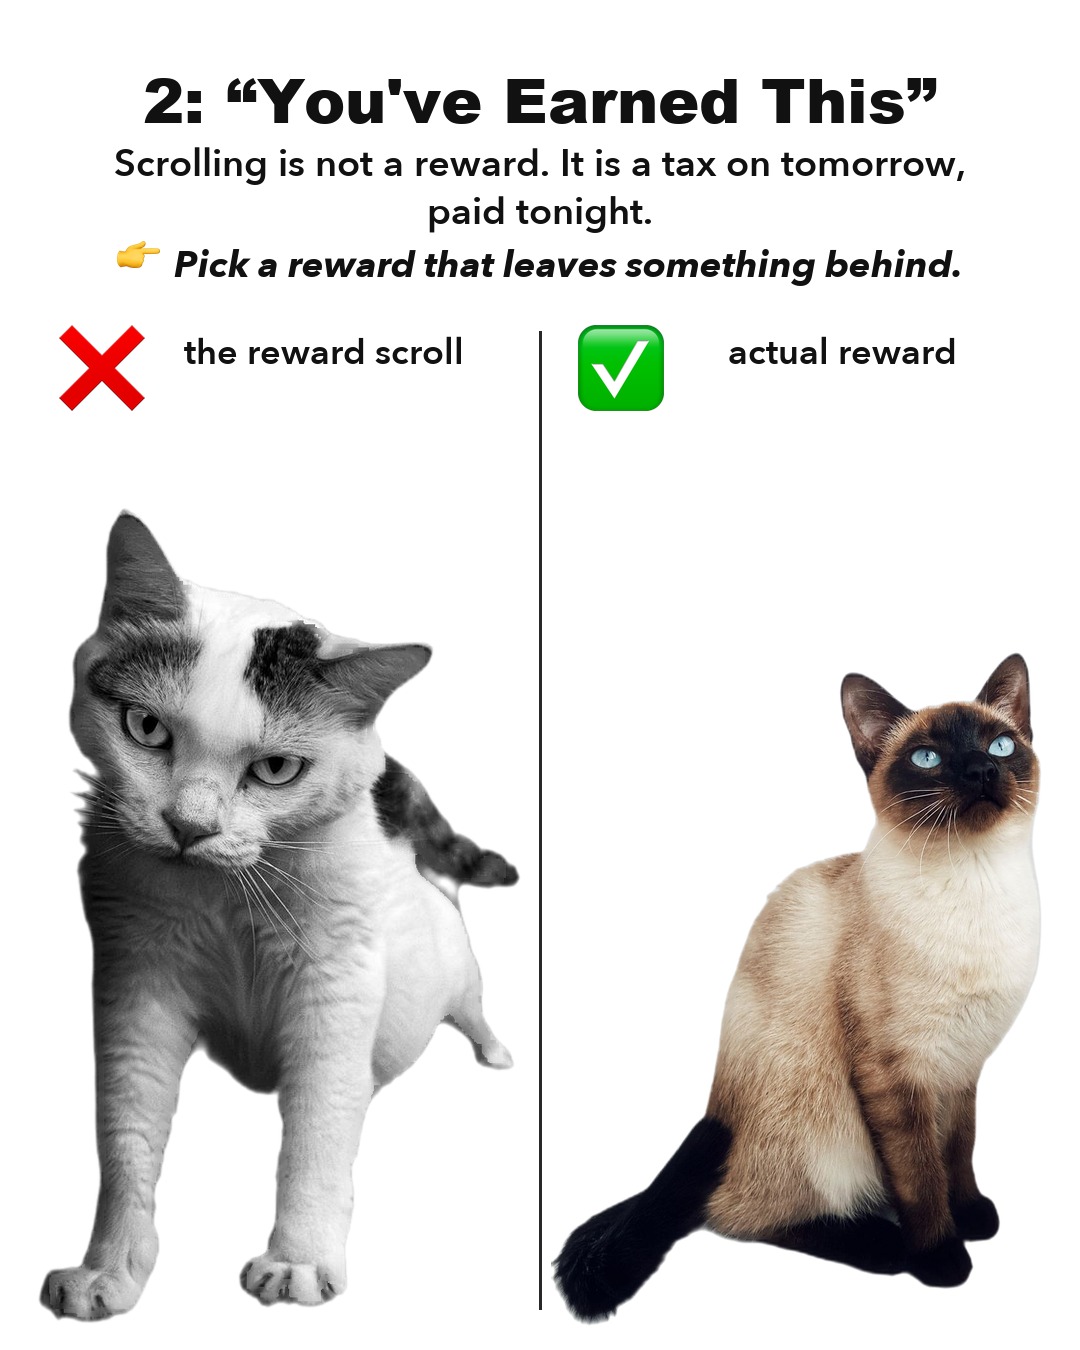 2: “You've Earned This”
Scrolling is not a reward. It is a tax on tomorrow,
paid tonight.
👉 Pick a reward that leaves something behind.
❌ the reward scroll
✅ actual reward